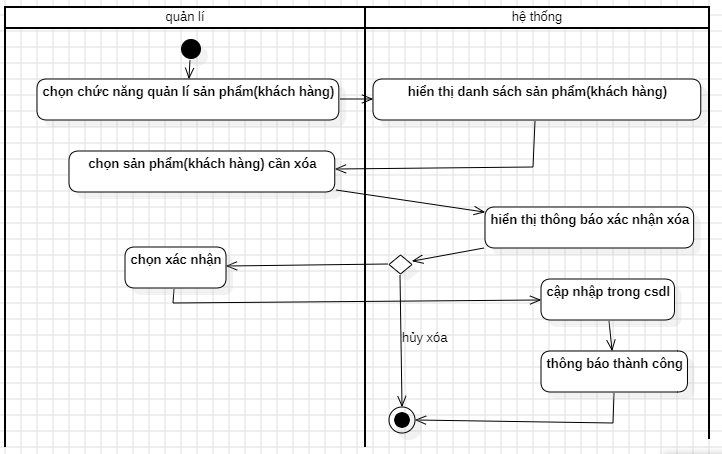 quản lí
hệ thống
chọn chức năng quản lí sản phẩm(khách hàng)
hiển thị danh sách sản phẩm(khách hàng)
chọn sản phẩm(khách hàng) cần xóa
hiển thị thông báo xác nhận xóa
chọn xác nhận
cập nhập trong csdl
hủy xóa
thông báo thành công